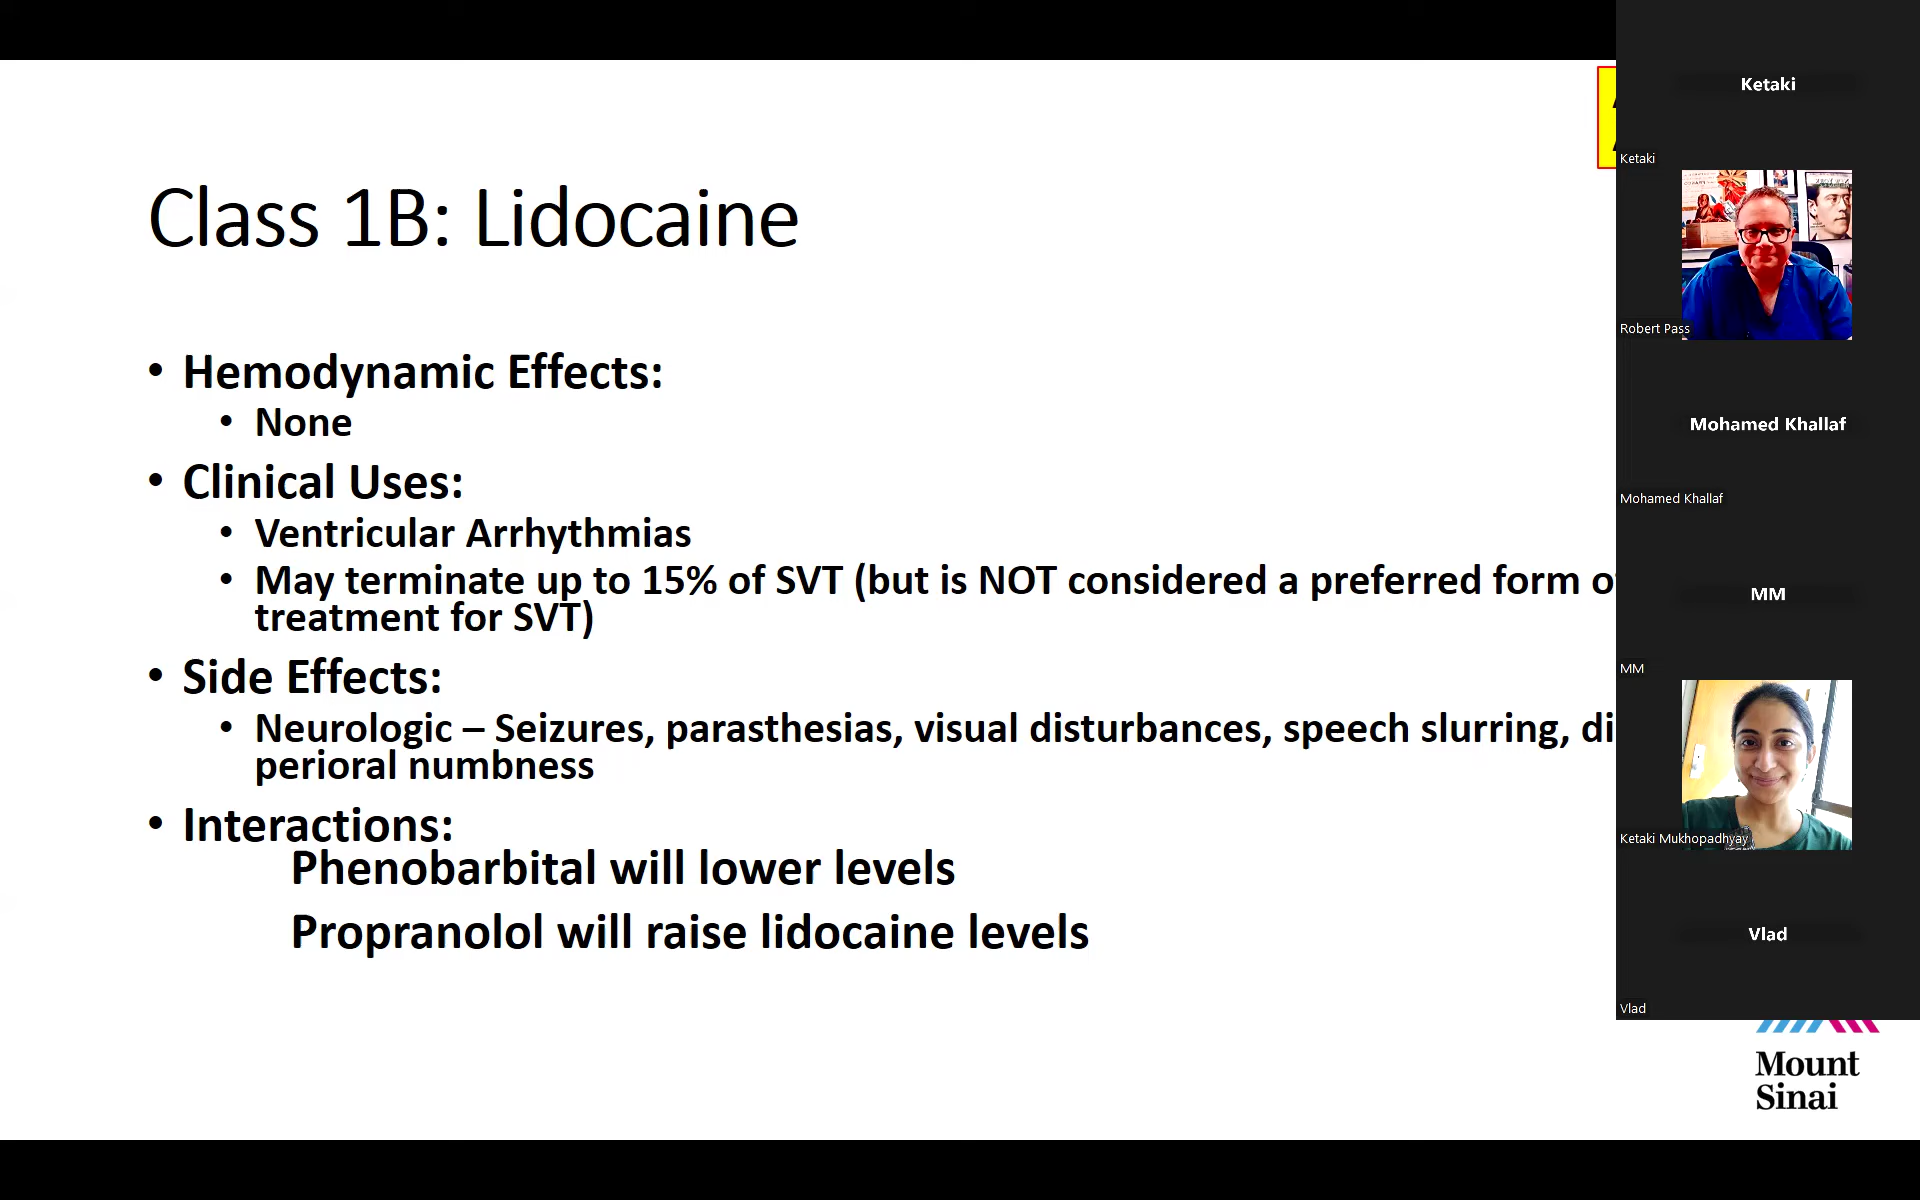 Class 1B: Lidocaine
• Hemodynamic Effects:
• None
• Clinical Uses:
• Ventricular Arrhythmias
• May terminate up to 15% of SVT (but is NOT considered a preferred form
treatment for SVT)
• Side Effects:
• Neurologic – Seizures, parasthesias, visual disturbances, speech slurring,
perioral numbness
• Interactions:
Phenobarbital will lower levels
Propranolol will raise lidocaine levels
Ketaki
Ketaki
Robert Pass
Mohamed Khallaf
Mohamed Khallaf
MM
MM
Ketaki Mukhopadhyay
Vlad
Vlad
Mount
Sinai